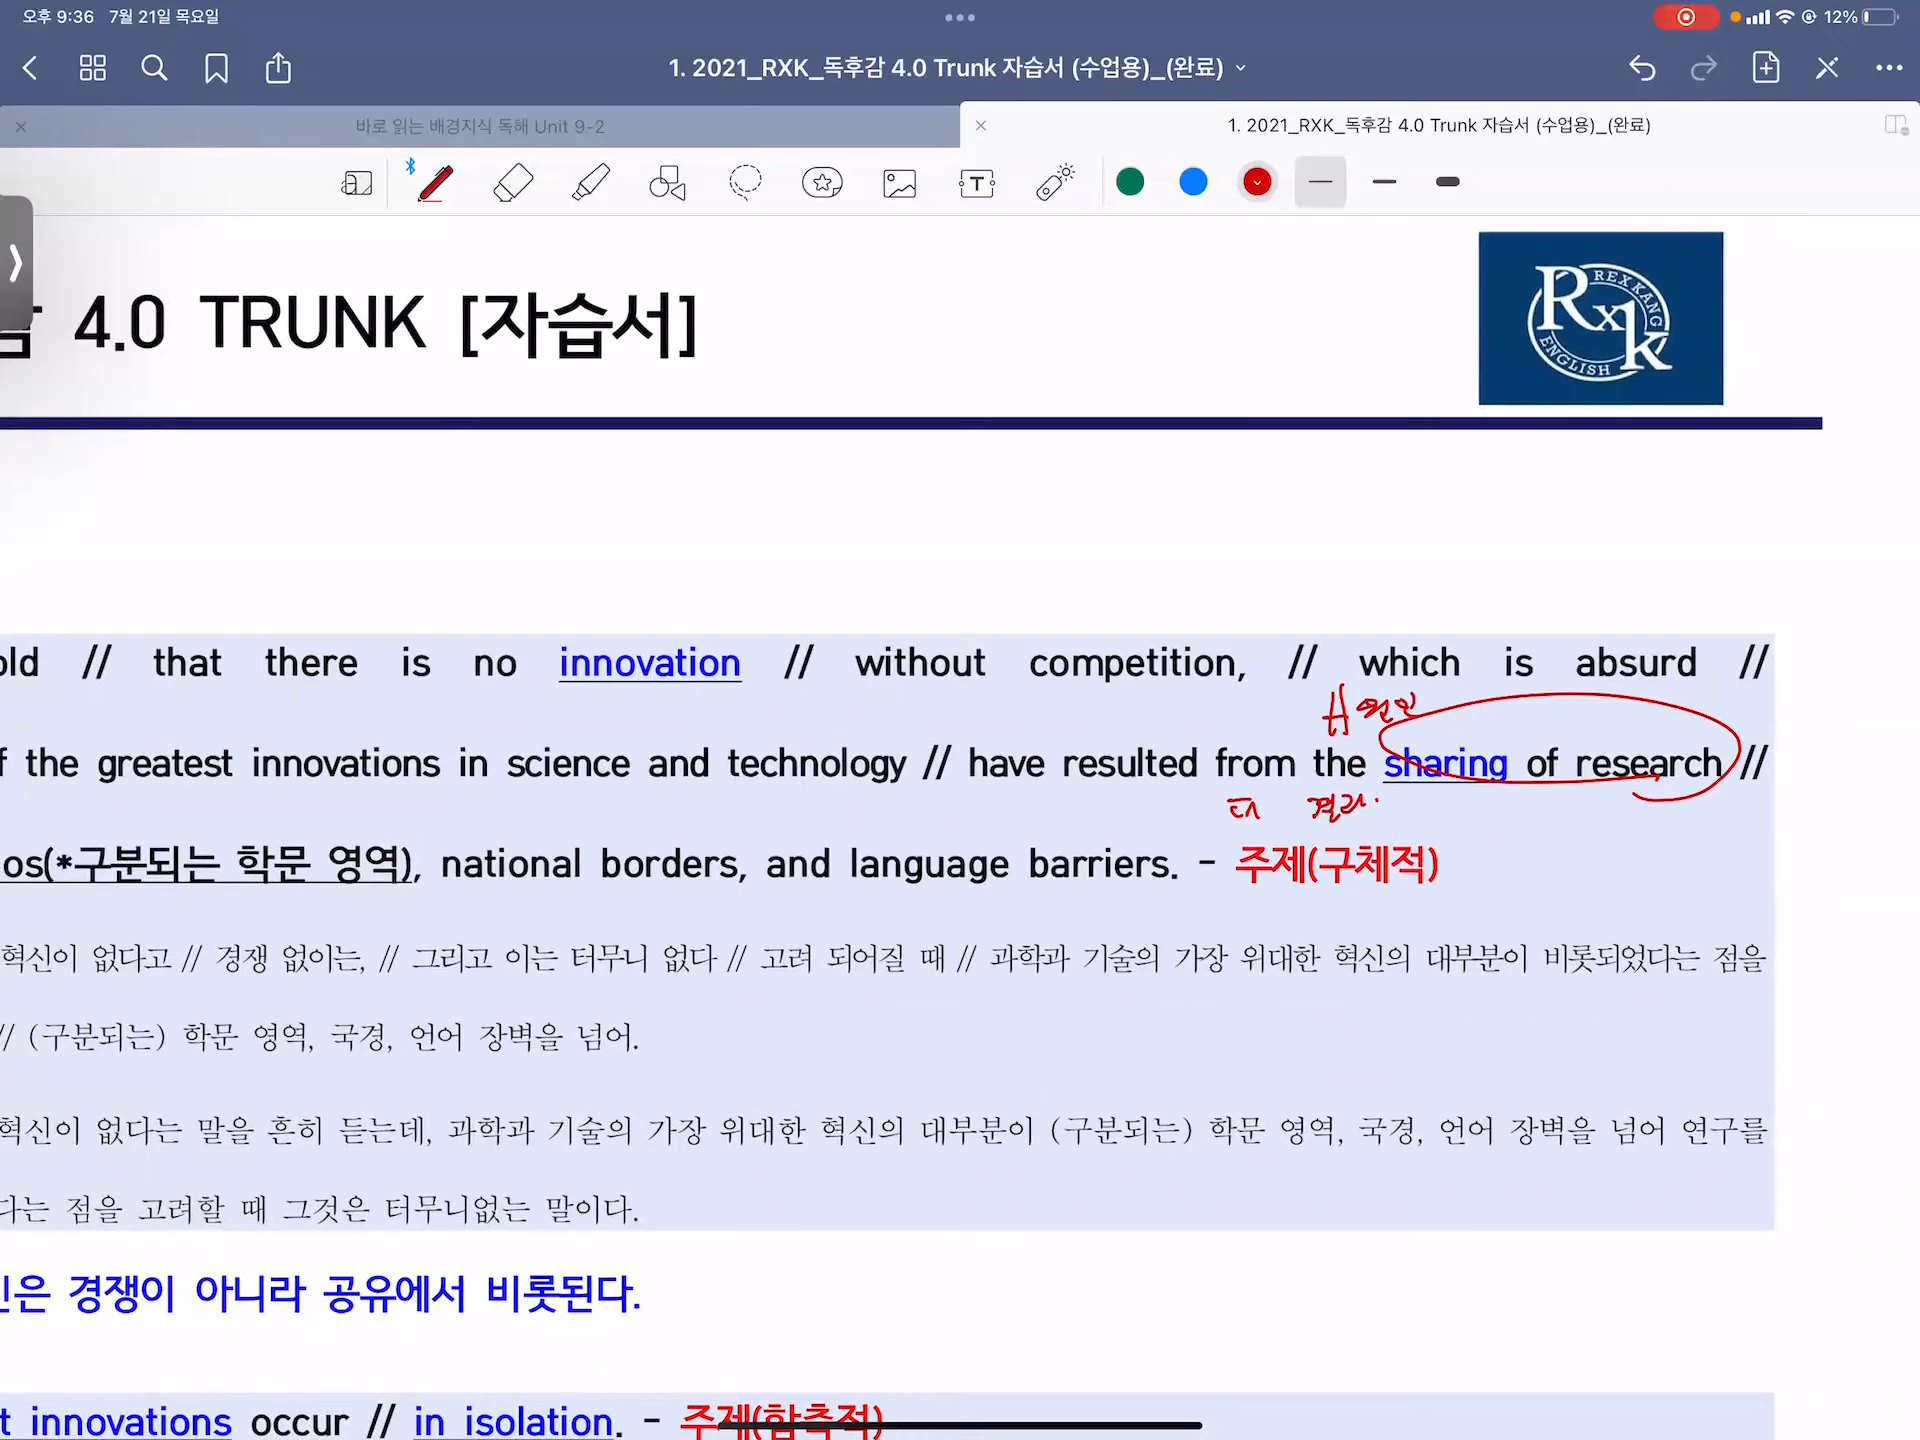 오후 9:36 7월 21일 목요일
12%
1. 2021_RXK_독후감 4.0 Trunk 자습서 (수업용)_(완료)
바로 읽는 배경지식 독해 Unit 9-2
1. 2021_RXK_독후감 4.0 Trunk 자습서 (수업용)_(완료)
4.0 TRUNK [자습서]
REX KANG
RxK
ENGLISH
// that there is no innovation // without competition, // which is absurd //
원인
the greatest innovations in science and technology // have resulted from the sharing of research //
결과.
os(*구분되는 학문 영역), national borders, and language barriers. - 주제(구체적)
혁신이 없다고 // 경쟁 없이는, // 그리고 이는 터무니 없다 // 고려 되어질 때 // 과학과 기술의 가장 위대한 혁신의 대부분이 비롯되었다는 점을
// (구분되는) 학문 영역, 국경, 언어 장벽을 넘어.
혁신이 없다는 말을 흔히 듣는데, 과학과 기술의 가장 위대한 혁신의 대부분이 (구분되는) 학문 영역, 국경, 언어 장벽을 넘어 연구를
다는 점을 고려할 때 그것은 터무니없는 말이다.
은 경쟁이 아니라 공유에서 비롯된다.
t innovations occur // in isolation. - 주제(함축적)